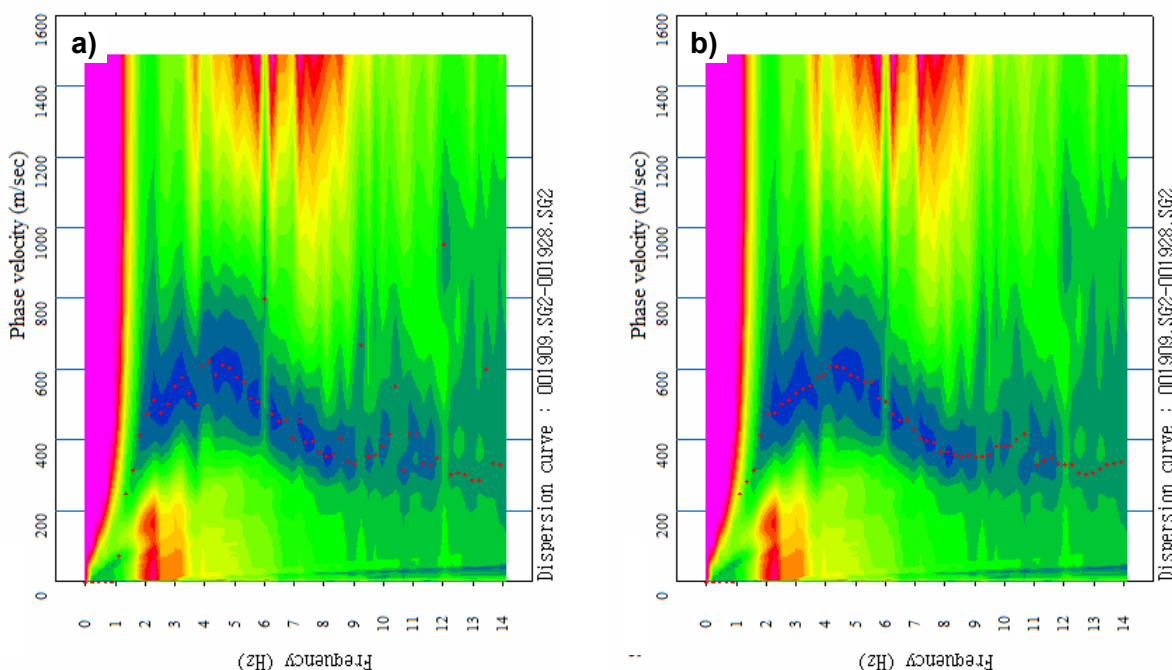 a)
Phase velocity (m/sec)
1600
1400
1200
1000
800
600
400
200
0
0 1 2 3 4 5 6 7 8 9 10 11 12 13 14
Frequency (Hz)
Dispersion curve : 001909.SG2-001928.SG2
b)
Phase velocity (m/sec)
1600
1400
1200
1000
800
600
400
200
0
0 1 2 3 4 5 6 7 8 9 10 11 12 13 14
Frequency (Hz)
Dispersion curve : 001909.SG2-001928.SG2